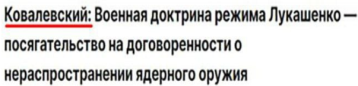 Ковалевский: Военная доктрина режима Лукашенко —
посягательство на договоренности о
нераспространении ядерного оружия